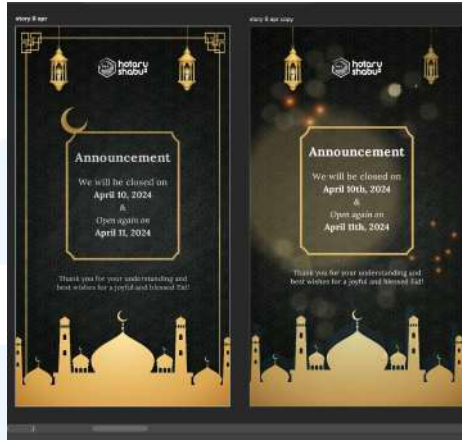 story 8 apr
hotary
shabu
Announcement
We will be closed on
April 10, 2024
&
Open again on
April 11, 2024
Thank you for your understanding and
best wishes for a joyful and blessed Eid!
story 8 apr copy
hotary
shabu
Announcement
We will be closed on
April 10th, 2024
&
Open again on
April 11th, 2024
Thank you for your understanding and
best wishes for a joyful and blessed Eid!